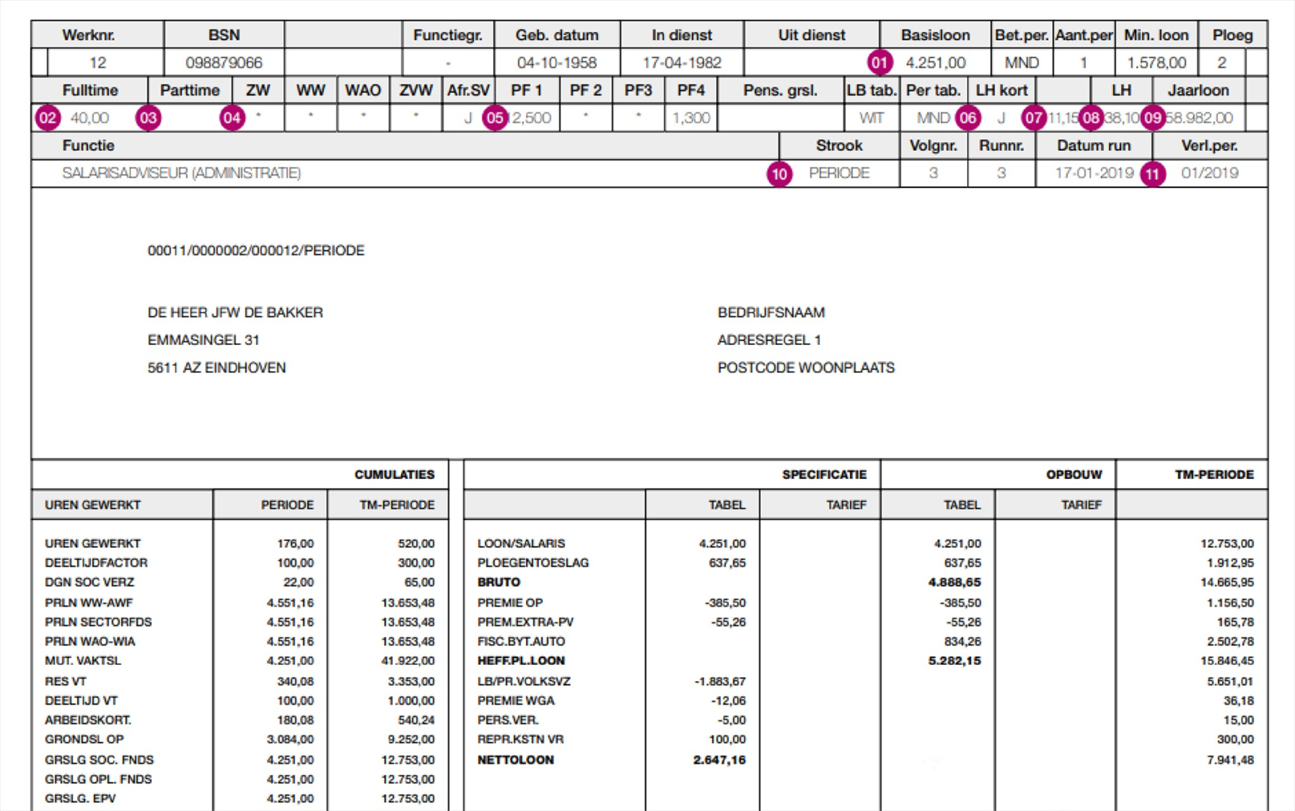 Werknr. BSN Functiegr. Geb. datum In dienst Uit dienst Basisloon Bet.per. Aant.per Min. loon Ploeg
12 098879066 - 04-10-1958 17-04-1982 01 4.251,00 MND 1 1.578,00 2
Fulltime Parttime ZW WW WAO ZVW Afr.SV PF 1 PF 2 PF3 PF4 Pens. grsl. LB tab. Per tab. LH kort LH Jaarloon
02 40,00 03 04 * * * * J 05 2,500 * * 1,300 WIT MND 06 J 07 11,15 08 38,10 09 58.982,00
Functie Strook Volgnr. Runnr. Datum run Verl.per.
SALARISADVISEUR (ADMINISTRATIE) 10 PERIODE 3 3 17-01-2019 11 01/2019
00011/0000002/000012/PERIODE
DE HEER JFW DE BAKKER BEDRIJFSNAAM
EMMASINGEL 31 ADRESREGEL 1
5611 AZ EINDHOVEN POSTCODE WOONPLAATS
CUMULATIES SPECIFICATIE OPBOUW TM-PERIODE
UREN GEWERKT PERIODE TM-PERIODE TABEL TARIEF TABEL TARIEF
UREN GEWERKT 176,00 520,00 LOON/SALARIS 4.251,00 4.251,00 12.753,00
DEELTIJDFACTOR 100,00 300,00 PLOEGENTOESLAG 637,65 637,65 1.912,95
DGN SOC VERZ 22,00 65,00 BRUTO 4.888,65 14.665,95
PRLN WW-AWF 4.551,16 13.653,48 PREMIE OP -385,50 -385,50 1.156,50
PRLN SECTORFDS 4.551,16 13.653,48 PREM.EXTRA-PV -55,26 -55,26 165,78
PRLN WAO-WIA 4.551,16 13.653,48 FISC.BYT.AUTO 834,26 2.502,78
MUT. VAKTSL 4.251,00 41.922,00 HEFF.PL.LOON 5.282,15 15.846,45
RES VT 340,08 3.353,00 LB/PR.VOLKSVZ -1.883,67 5.651,01
DEELTIJD VT 100,00 1.000,00 PREMIE WGA -12,06 36,18
ARBEIDSKORT. 180,08 540,24 PERS.VER. -5,00 15,00
GRONDSL OP 3.084,00 9.252,00 REPR.KSTN VR 100,00 300,00
GRSLG SOC. FNDS 4.251,00 12.753,00 NETTOLOON 2.647,16 7.941,48
GRSLG OPL. FNDS 4.251,00 12.753,00
GRSLG. EPV 4.251,00 12.753,00